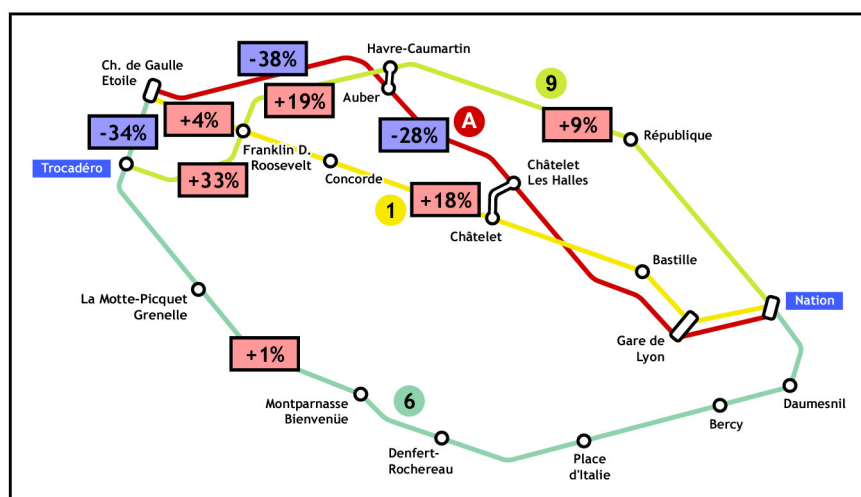 Ch. de Gaulle
Etoile
-38%
Havre-Caumartin
Auber
9
+19%
+4%
-34%
-28%
A
+9%
République
Trocadéro
Franklin D.
Roosevelt
+33%
Concorde
Châtelet
Les Halles
1
+18%
Châtelet
Bastille
La Motte-Picquet
Grenelle
Nation
Gare de
Lyon
+1%
Montparnasse
Bienvenüe
6
Daumesnil
Bercy
Denfert-
Rochereau
Place
d'Italie